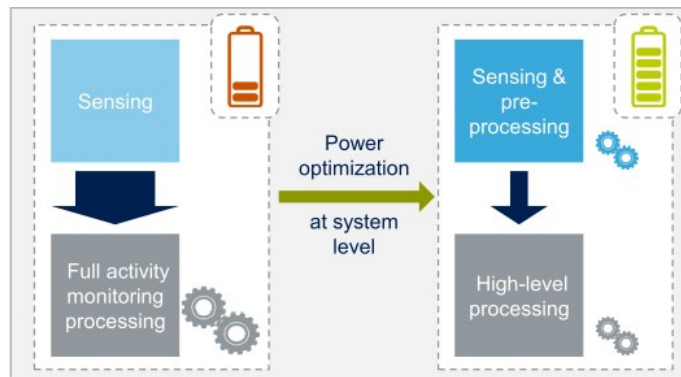 Sensing
Full activity
monitoring
processing
Power
optimization
at system
level
Sensing &
pre-
processing
High-level
processing